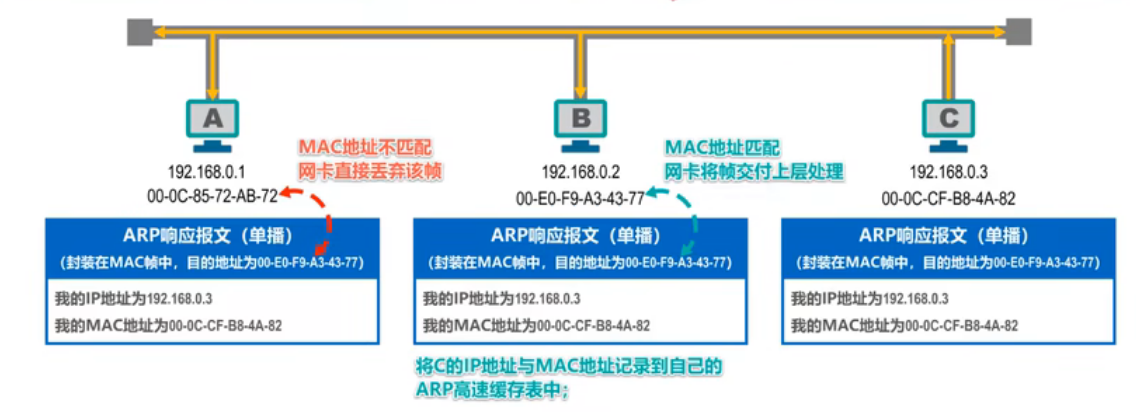 A
B
C
MAC地址不匹配
网卡直接丢弃该帧
MAC地址匹配
网卡将帧交付上层处理
192.168.0.1
00-0C-85-72-AB-72
192.168.0.2
00-E0-F9-A3-43-77
192.168.0.3
00-0C-CF-B8-4A-82
ARP响应报文（单播）
（封装在MAC帧中，目的地址为00-E0-F9-A3-43-77）
我的IP地址为192.168.0.3
我的MAC地址为00-0C-CF-B8-4A-82
ARP响应报文（单播）
（封装在MAC帧中，目的地址为00-E0-F9-A3-43-77）
我的IP地址为192.168.0.3
我的MAC地址为00-0C-CF-B8-4A-82
ARP响应报文（单播）
（封装在MAC帧中，目的地址为00-E0-F9-A3-43-77）
我的IP地址为192.168.0.3
我的MAC地址为00-0C-CF-B8-4A-82
将C的IP地址与MAC地址记录到自己的
ARP高速缓存表中;